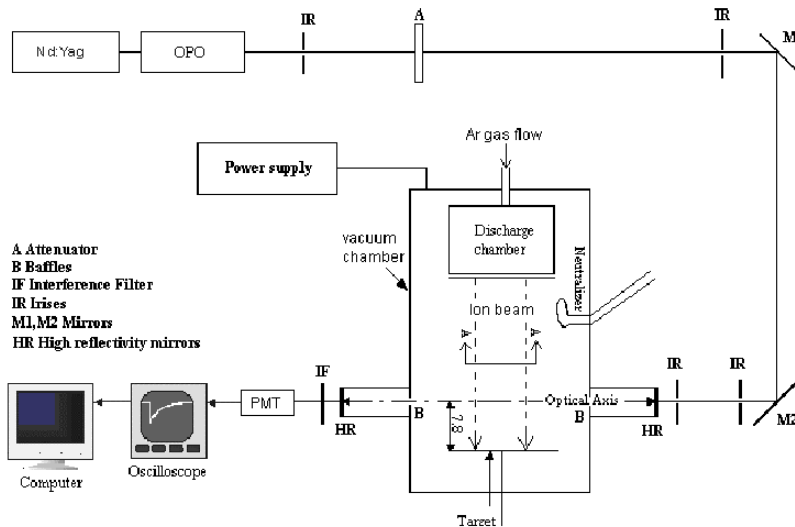 IR
A
IR
Nd:Yag
OPO
M
Ar gas flow
Power supply
Discharge
chamber
vacuum
chamber
Neutralizer
A Attenuator
B Baffles
IF Interference Filter
IR Irises
M1,M2 Mirrors
HR High reflectivity mirrors
Ion beam
A
A
IF
IR
IR
Optical Axis
PMT
B
B
7.8
HR
HR
M2
Oscilloscope
Computer
Target